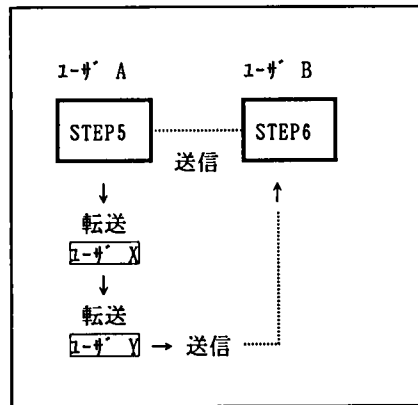 ﾕｰｻﾞ A ﾕｰｻﾞ B
STEP5 STEP6
送信
↓ ↑
転送
ﾕｰｻﾞ X
↓
転送
ﾕｰｻﾞ Y → 送信